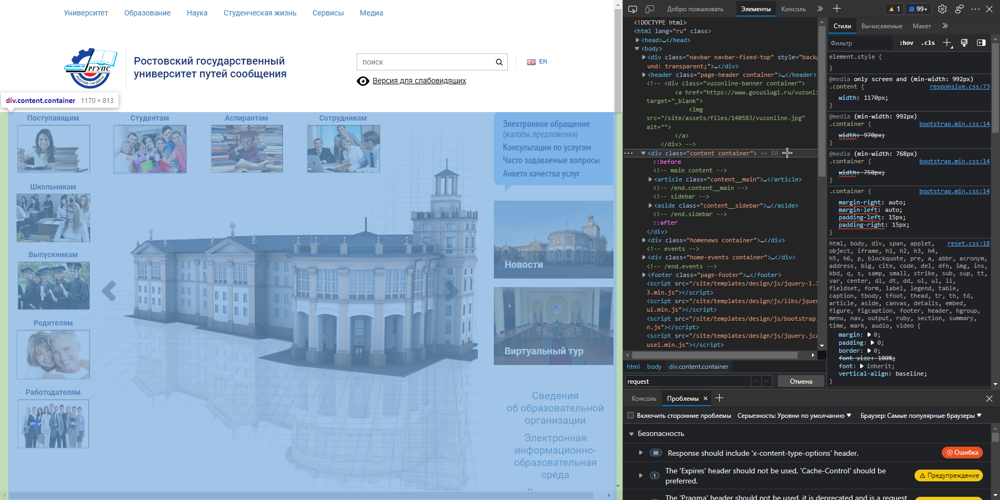 Университет Образование Наука Студенческая жизнь Сервисы Медиа
РГУПС
РОСТОВ-НА-ДОНУ
Ростовский государственный
университет путей сообщения
поиск
EN
Версия для слабовидящих
div.content.container 1170 × 813
Поступающим Студентам Аспирантам Сотрудникам
Школьникам
Выпускникам
Родителям
Работодателям
Электронное обращение
(жалобы, предложения)
Консультации по услугам
Часто задаваемые вопросы
Анкета качества услуг
Новости
Виртуальный тур
Сведения
об образовательной
организации
Электронная
информационно-
образовательная
среда
Добро пожаловать Элементы Консоль 1 99+
<!DOCTYPE html>
<html lang="ru" class>
<head>…</head>
<body>
<div class="navbar navbar-fixed-top" style="backg
und: transparent;">…</div>
<header class="page-header container">…</header>
<!-- <div class="vuzonline-banner container">
<a href="https://www.gosuslugi.ru/vuzonli
target="_blank">
<img
src="/site/assets/files/140583/vuzonline.jpg"
alt="">
</a>
</div> -->
… <div class="content container"> == $0
::before
<!-- main content -->
<article class="content__main">…</article>
<!-- /end.content__main -->
<!-- sidebar -->
<aside class="content__sidebar">…</aside>
<!-- /end.sidebar -->
::after
</div>
<div class="homenews container">…</div>
<!-- events -->
<div class="home-events container">…</div>
<!-- /end.events -->
<footer class="page-footer">…</footer>
<script src="/site/templates/design/js/jquery-1.1
3.min.js"></script>
<script src="/site/templates/design/js/libs/jquer
ui.min.js"></script>
<script src="/site/templates/design/js/bootstrap.
n.js"></script>
<script src="/site/templates/design/js/jquery.jca
usel.min.js"></script>
html body div.content.container
request Отмена
Стили Вычисляемые Макет
Фильтр :hov .cls
element.style {
}
@media only screen and (min-width: 992px)
.content { responsive.css:73
width: 1170px;
}
@media (min-width: 992px)
.container { bootstrap.min.css:14
width: 970px;
}
@media (min-width: 768px)
.container { bootstrap.min.css:14
width: 750px;
}
.container { bootstrap.min.css:14
margin-right: auto;
margin-left: auto;
padding-left: 15px;
padding-right: 15px;
}
html, body, div, span, applet, reset.css:18
object, iframe, h1, h2, h3, h4,
h5, h6, p, blockquote, pre, a, abbr, acronym,
address, big, cite, code, del, dfn, img, ins,
kbd, q, s, samp, small, strike, sub, sup, tt,
var, center, dl, dt, dd, ol, ul, li,
fieldset, form, label, legend, table,
caption, tbody, tfoot, thead, tr, th, td,
article, aside, canvas, details, embed,
figure, figcaption, footer, header, hgroup,
menu, nav, output, ruby, section, summary,
time, mark, audio, video {
margin: 0;
padding: 0;
border: 0;
font-size: 100%;
font: inherit;
vertical-align: baseline;
}
Консоль Проблемы
Включить сторонние проблемы Серьезность: Уровни по умолчанию Браузер: Самые популярные браузеры
Безопасность
98 Response should include 'x-content-type-options' header. Ошибка
1 The 'Expires' header should not be used, 'Cache-Control' should be
preferred. Предупреждение
The 'Pragma' header should not be used, it is deprecated and is a request